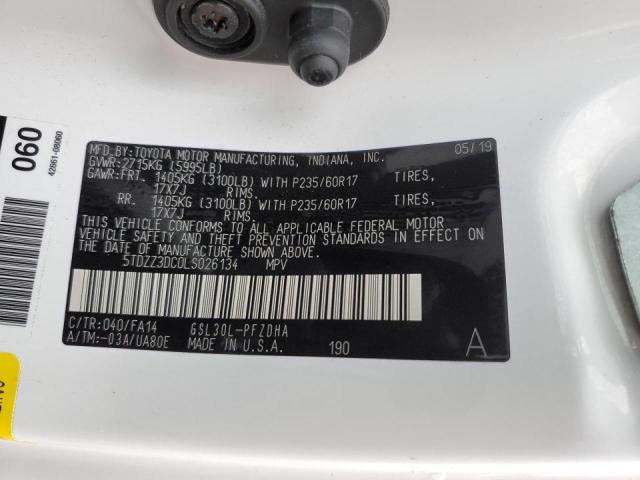 MFD.BY:TOYOTA MOTOR MANUFACTURING, INDIANA, INC. 05/19
GVWR:2715KG (5995LB)
GAWR:FRT. 1405KG (3100LB) WITH P235/60R17 TIRES,
17X7J RIMS
RR. 1405KG (3100LB) WITH P235/60R17 TIRES,
17X7J RIMS
THIS VEHICLE CONFORMS TO ALL APPLICABLE FEDERAL MOTOR
VEHICLE SAFETY AND THEFT PREVENTION STANDARDS IN EFFECT
ON THE DATE OF MANUFACTURE SHOWN ABOVE.
5TDZZ3DC0LS026134 MPV
C/TR:040/FA14 GSL30L-PFZDHA
A/TM:-03A/UA80E MADE IN U.S.A. 190 A
060
42661-08060